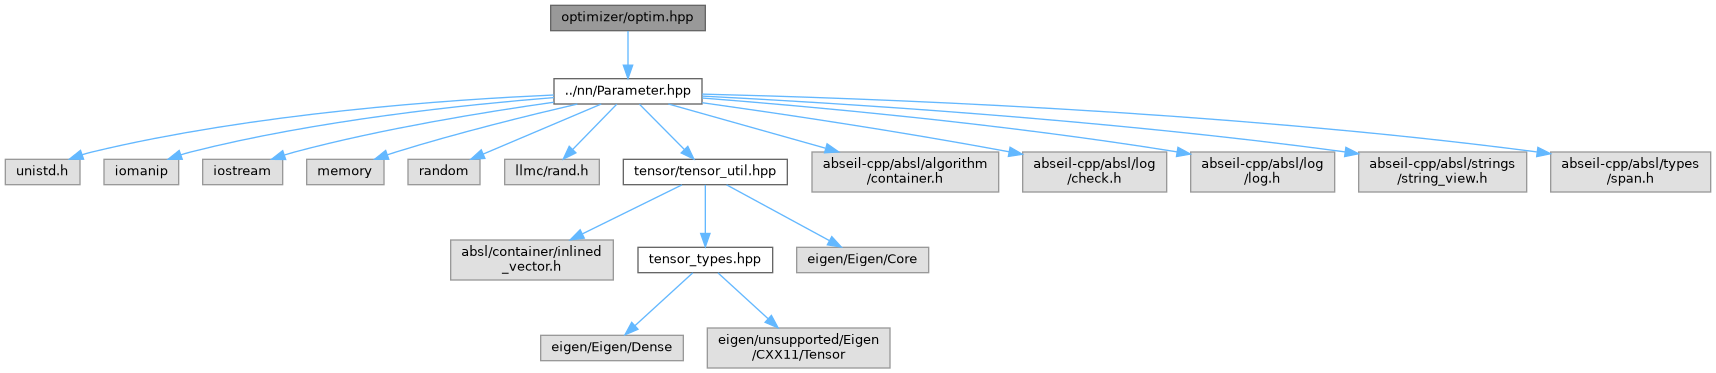 optimizer/optim.hpp
../nn/Parameter.hpp
unistd.h
iomanip
iostream
memory
random
llmc/rand.h
tensor/tensor_util.hpp
abseil-cpp/absl/algorithm
/container.h
abseil-cpp/absl/log
/check.h
abseil-cpp/absl/log
/log.h
abseil-cpp/absl/strings
/string_view.h
abseil-cpp/absl/types
/span.h
absl/container/inlined
_vector.h
tensor_types.hpp
eigen/Eigen/Core
eigen/Eigen/Dense
eigen/unsupported/Eigen
/CXX11/Tensor